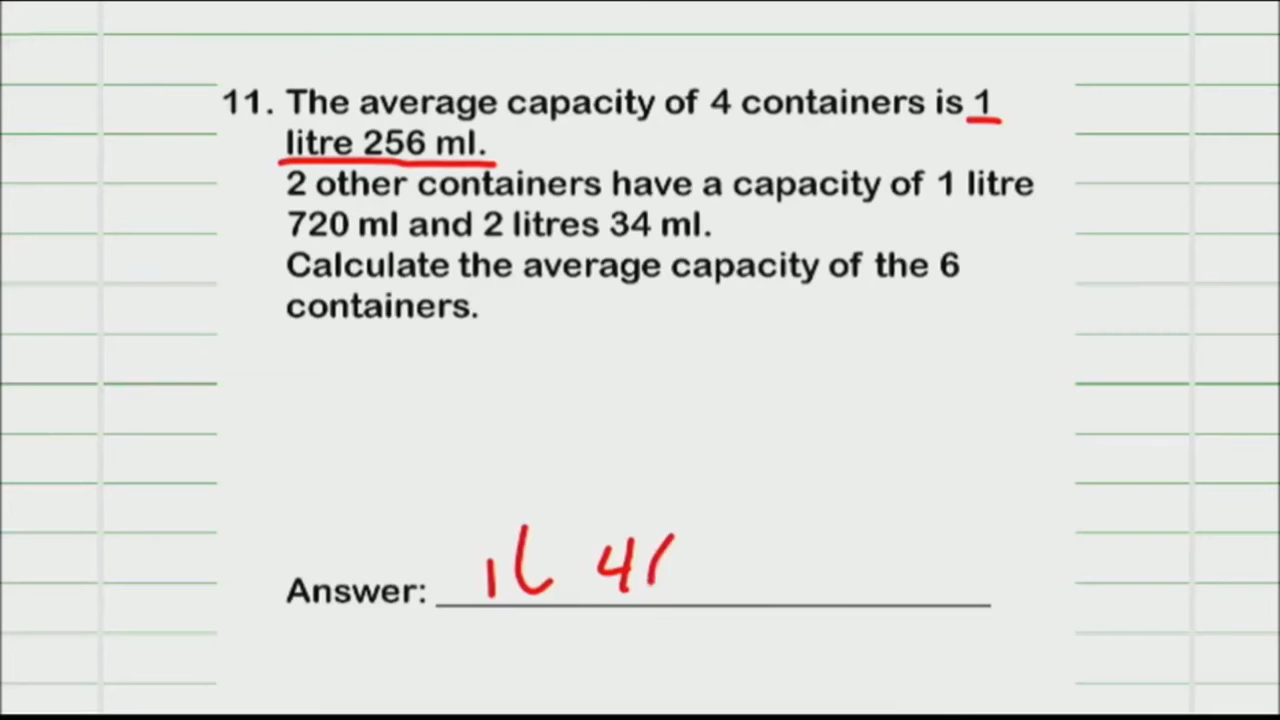 11. The average capacity of 4 containers is 1
litre 256 ml.
2 other containers have a capacity of 1 litre
720 ml and 2 litres 34 ml.
Calculate the average capacity of the 6
containers.
Answer: 1l 4